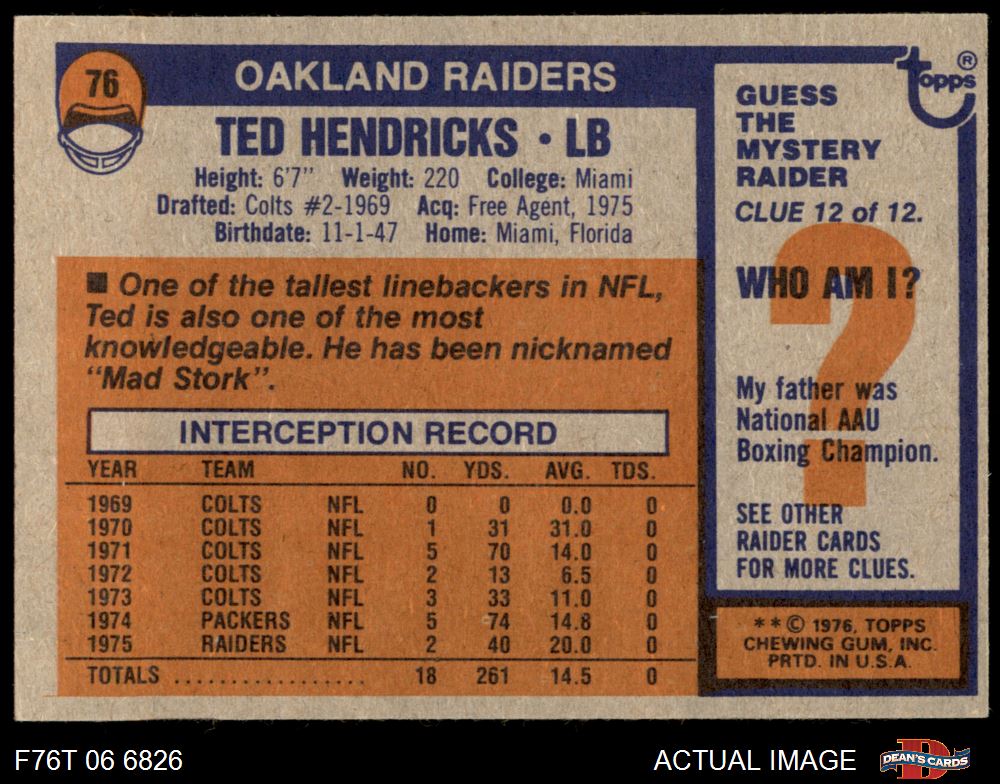 76
OAKLAND RAIDERS
TED HENDRICKS • LB
Height: 6'7" Weight: 220 College: Miami
Drafted: Colts #2-1969 Acq: Free Agent, 1975
Birthdate: 11-1-47 Home: Miami, Florida
■ One of the tallest linebackers in NFL,
Ted is also one of the most
knowledgeable. He has been nicknamed
"Mad Stork".
INTERCEPTION RECORD
YEAR TEAM NO. YDS. AVG. TDS.
1969 COLTS NFL 0 0 0.0 0
1970 COLTS NFL 1 31 31.0 0
1971 COLTS NFL 5 70 14.0 0
1972 COLTS NFL 2 13 6.5 0
1973 COLTS NFL 3 33 11.0 0
1974 PACKERS NFL 5 74 14.8 0
1975 RAIDERS NFL 2 40 20.0 0
TOTALS ................. 18 261 14.5 0
topps ®
GUESS
THE
MYSTERY
RAIDER
CLUE 12 of 12.
?
WHO AM I?
My father was
National AAU
Boxing Champion.
SEE OTHER
RAIDER CARDS
FOR MORE CLUES.
**© 1976, TOPPS
CHEWING GUM, INC.
PRTD. IN U.S.A.
F76T 06 6826
ACTUAL IMAGE
DEAN'S CARDS